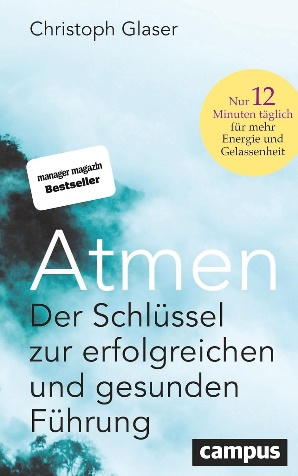 Christoph Glaser
Nur 12
Minuten täglich
für mehr
Energie und
Gelassenheit
manager magazin
Bestseller
Atmen
Der Schlüssel
zur erfolgreichen
und gesunden
Führung
campus